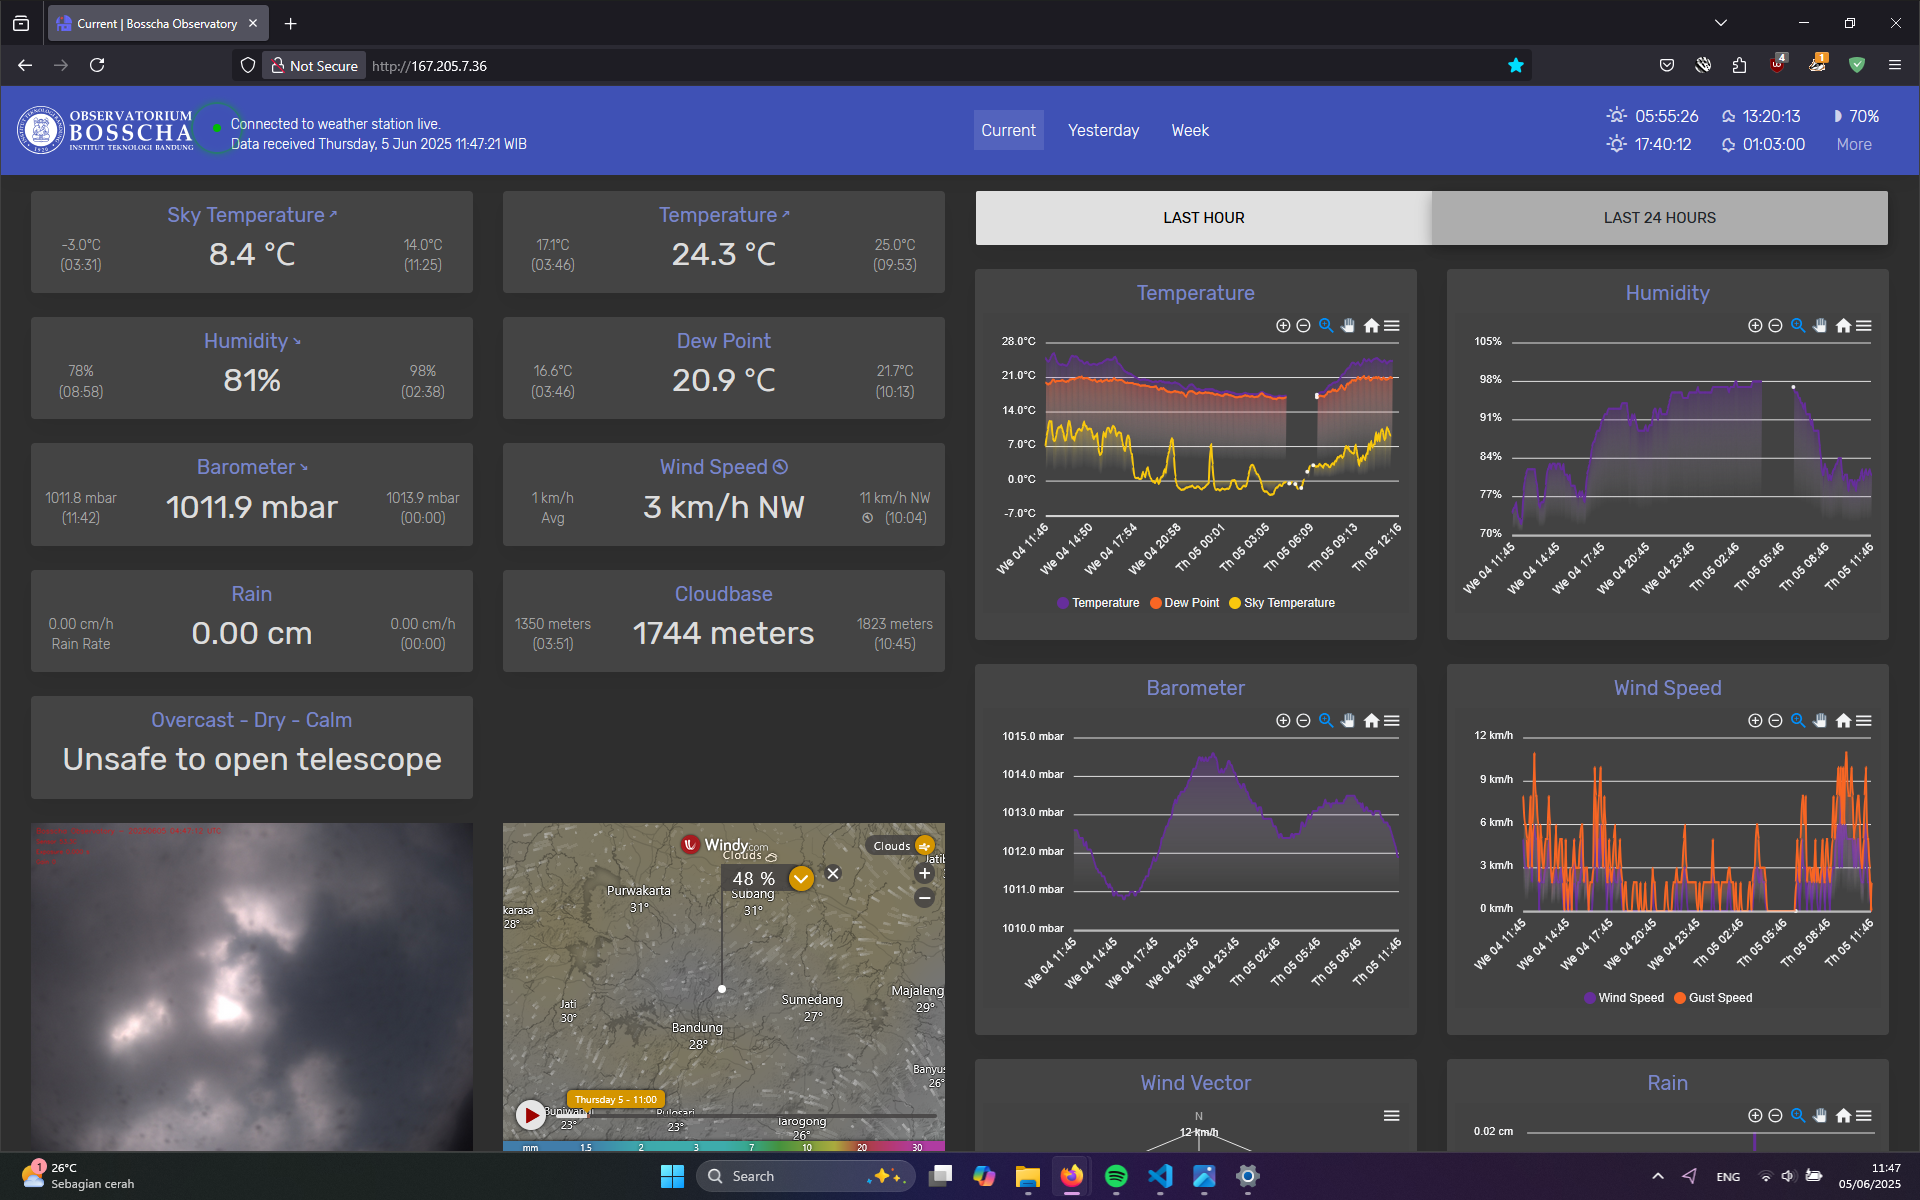 Current | Bosscha Observatory
Not Secure
http://167.205.7.36
4
1
OBSERVATORIUM
BOSSCHA
INSTITUT TEKNOLOGI BANDUNG
Connected to weather station live.
Data received Thursday, 5 Jun 2025 11:47:21 WIB
Current
Yesterday
Week
05:55:26
13:20:13
70%
17:40:12
01:03:00
More
Sky Temperature
-3.0°C
(03:31)
8.4 °C
14.0°C
(11:25)
Temperature
17.1°C
(03:46)
24.3 °C
25.0°C
(09:53)
Humidity
78%
(08:58)
81%
98%
(02:38)
Dew Point
16.6°C
(03:46)
20.9 °C
21.7°C
(10:13)
Barometer
1011.8 mbar
(11:42)
1011.9 mbar
1013.9 mbar
(00:00)
Wind Speed
1 km/h
Avg
3 km/h NW
11 km/h NW
(10:04)
Rain
0.00 cm/h
Rain Rate
0.00 cm
0.00 cm/h
(00:00)
Cloudbase
1350 meters
(03:51)
1744 meters
1823 meters
(10:45)
Overcast - Dry - Calm
Unsafe to open telescope
Windy.com
Clouds
48 %
Clouds
Purwakarta
31°
Subang
31°
karasa
28°
Jati
30°
Sumedang
27°
Majaleng
29°
Bandung
28°
Banyus
26°
Thursday 5 - 11:00
23°
23°
26°
mm
1.5
2
3
7
10
20
30
LAST HOUR
LAST 24 HOURS
Temperature
28.0°C
21.0°C
14.0°C
7.0°C
0.0°C
-7.0°C
We 04 11:46
We 04 14:50
We 04 17:54
We 04 20:58
Th 05 00:01
Th 05 03:05
Th 05 06:09
Th 05 09:13
Th 05 12:16
Temperature
Dew Point
Sky Temperature
Humidity
105%
98%
91%
84%
77%
70%
We 04 11:45
We 04 14:45
We 04 17:45
We 04 20:45
We 04 23:45
Th 05 02:46
Th 05 05:46
Th 05 08:46
Th 05 11:46
Barometer
1015.0 mbar
1014.0 mbar
1013.0 mbar
1012.0 mbar
1011.0 mbar
1010.0 mbar
We 04 11:45
We 04 14:45
We 04 17:45
We 04 20:45
We 04 23:45
Th 05 02:46
Th 05 05:46
Th 05 08:46
Th 05 11:46
Wind Speed
12 km/h
9 km/h
6 km/h
3 km/h
0 km/h
We 04 11:45
We 04 14:45
We 04 17:45
We 04 20:45
We 04 23:45
Th 05 02:46
Th 05 05:46
Th 05 08:46
Th 05 11:46
Wind Speed
Gust Speed
Wind Vector
N
12 km/h
Rain
0.02 cm
1
26°C
Sebagian cerah
Search
ENG
11:47
05/06/2025